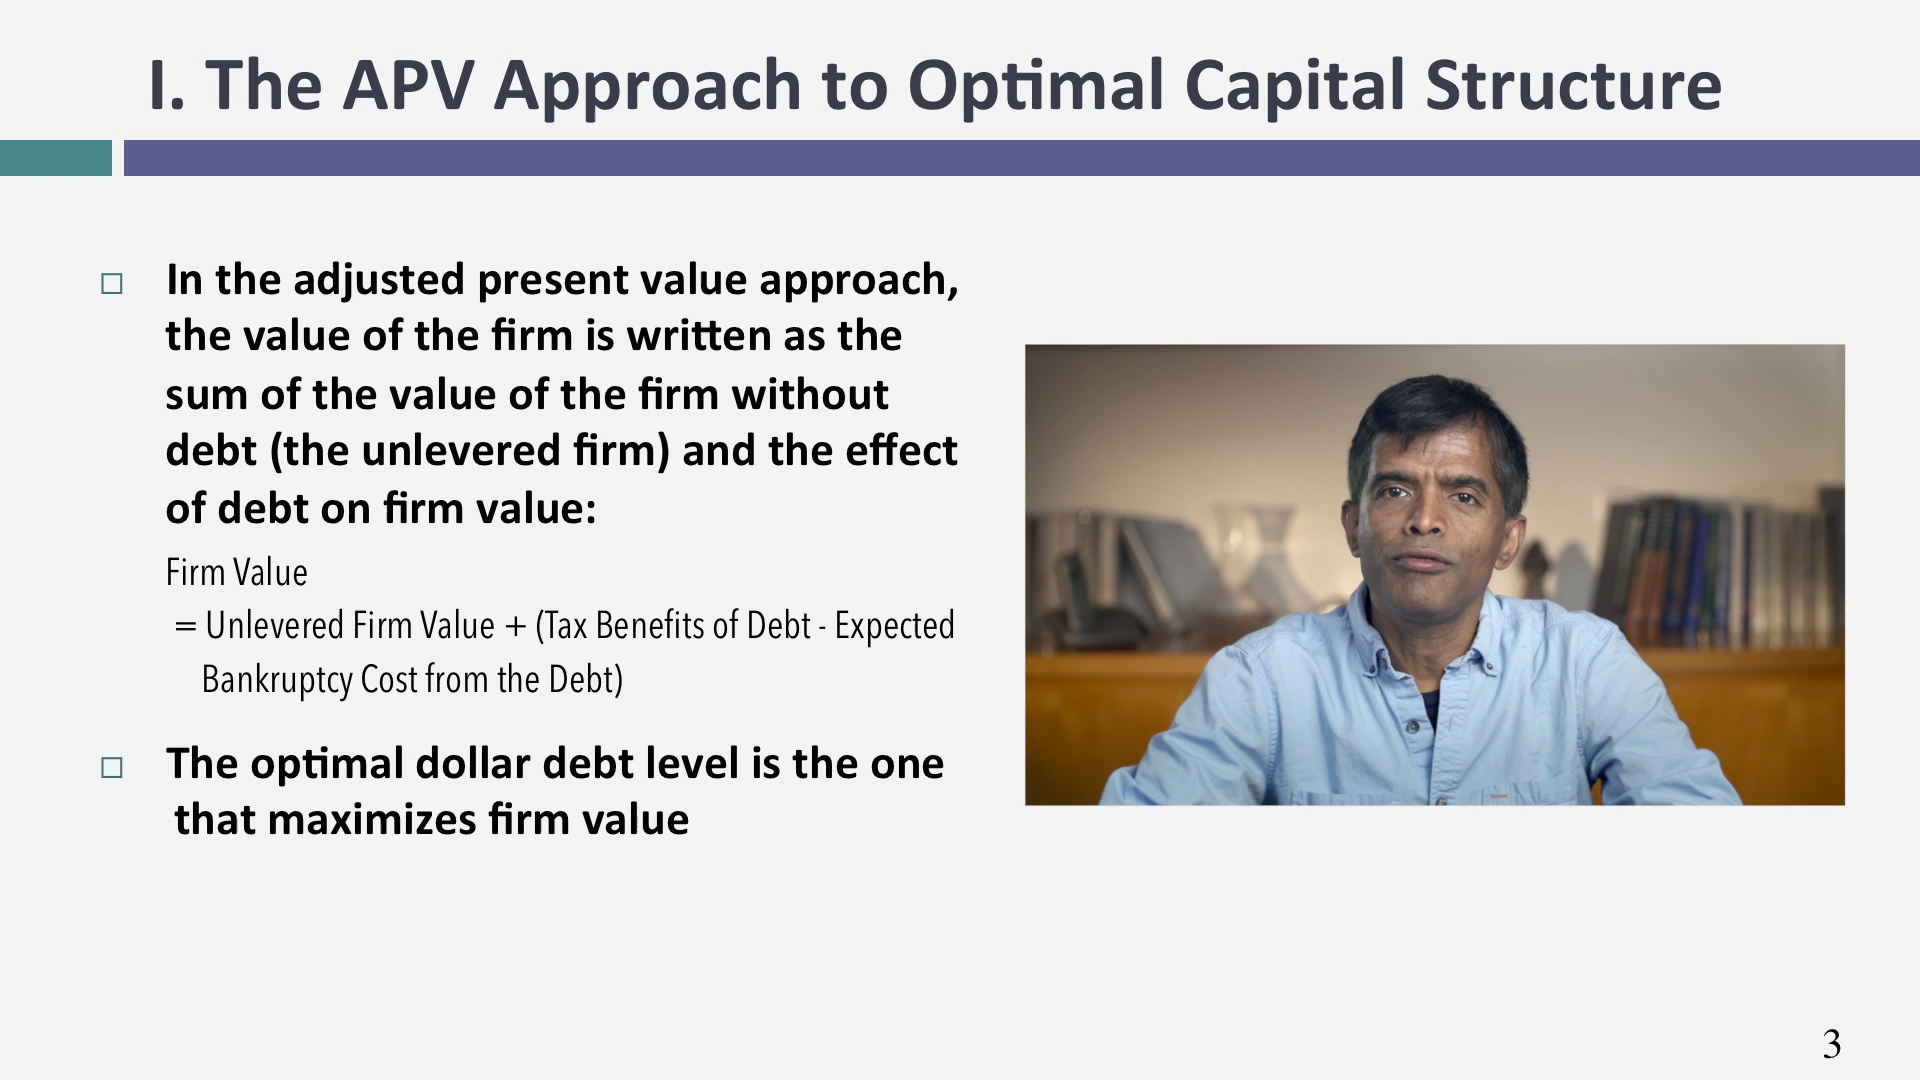 I. The APV Approach to Optimal Capital Structure
In the adjusted present value approach,
the value of the firm is written as the
sum of the value of the firm without
debt (the unlevered firm) and the effect
of debt on firm value:
Firm Value
= Unlevered Firm Value + (Tax Benefits of Debt - Expected
Bankruptcy Cost from the Debt)
The optimal dollar debt level is the one
that maximizes firm value
3